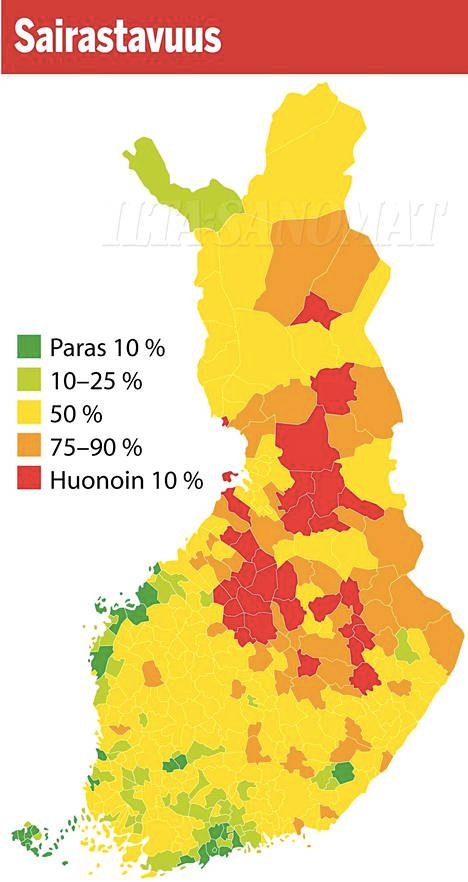 Sairastavuus
ILTA-SANOMAT
Paras 10 %
10–25 %
50 %
75–90 %
Huonoin 10 %